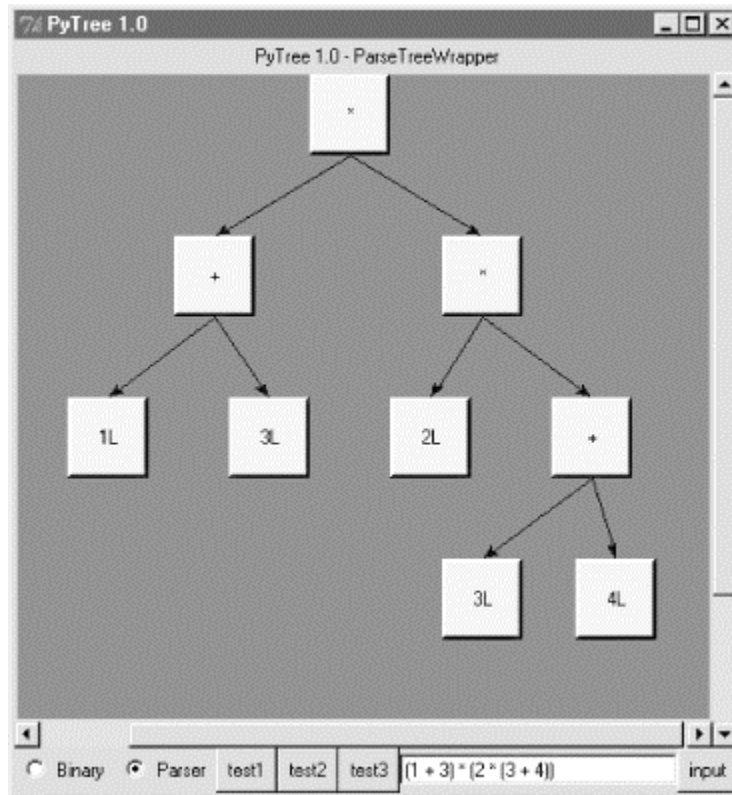 PyTree 1.0
PyTree 1.0 - ParseTreeWrapper
*
+ *
1L 3L 2L +
3L 4L
Binary Parser test1 test2 test3 (1 + 3) * (2 * (3 + 4)) input